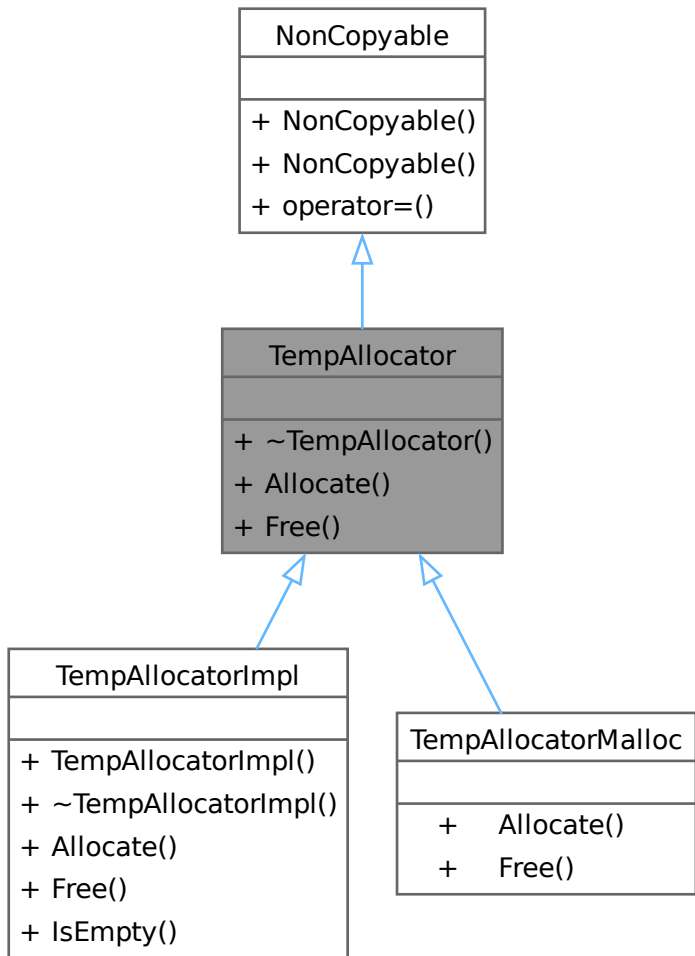 NonCopyable
+ NonCopyable()
+ NonCopyable()
+ operator=()
TempAllocator
+ ~TempAllocator()
+ Allocate()
+ Free()
TempAllocatorImpl
+ TempAllocatorImpl()
+ ~TempAllocatorImpl()
+ Allocate()
+ Free()
+ IsEmpty()
TempAllocatorMalloc
+ Allocate()
+ Free()